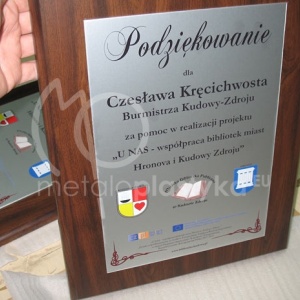 Podziękowanie
dla
Czesława Kręcichwosta
Burmistrza Kudowy-Zdroju
za pomoc w realizacji projektu
„U NAS - współpraca bibliotek miast
Hronova i Kudowy Zdroju"
metaloplastyka.EU